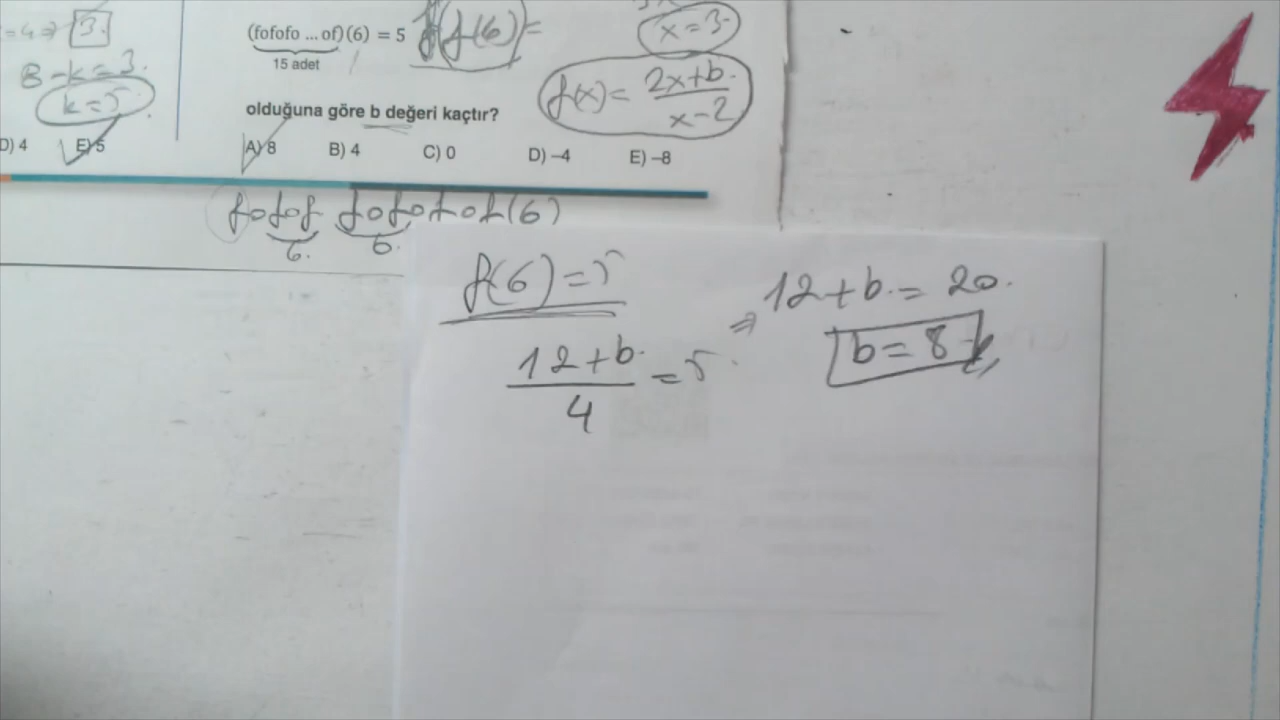 = 4 ⇒ 3.
8 - k = 3.
k = 5
D) 4 E) 5
(fofofo ... of) (6) = 5 f(f(6)) =
15 adet
x = 3
f(x) = 2x+b / x-2
olduğuna göre b değeri kaçtır?
A) 8 B) 4 C) 0 D) –4 E) –8
fofof fofofof(6)
6. 6.
f(6) = 5
12+b / 4 = 5
⇒ 12+b = 20.
b = 8